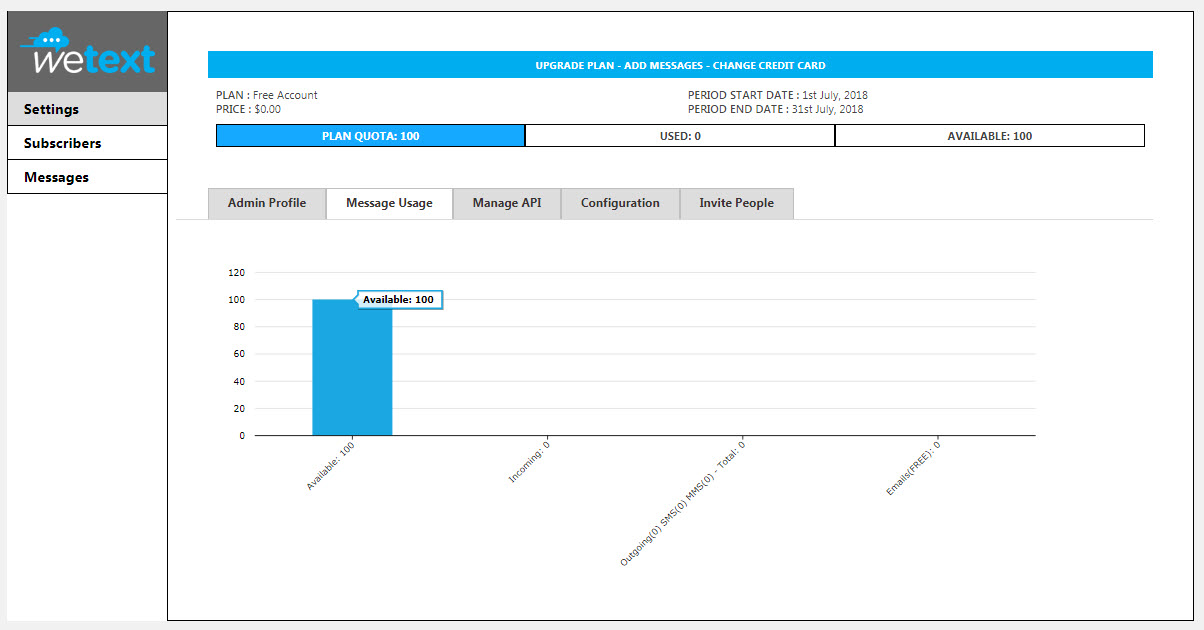 wetext
Settings
Subscribers
Messages
UPGRADE PLAN - ADD MESSAGES - CHANGE CREDIT CARD
PLAN : Free Account
PRICE : $0.00
PERIOD START DATE : 1st July, 2018
PERIOD END DATE : 31st July, 2018
PLAN QUOTA: 100
USED: 0
AVAILABLE: 100
Admin Profile
Message Usage
Manage API
Configuration
Invite People
120
100
80
60
40
20
0
Available: 100
Available: 100
Incoming: 0
Outgoing(0) SMS(0) MMS(0) - Total: 0
Emails(FREE): 0